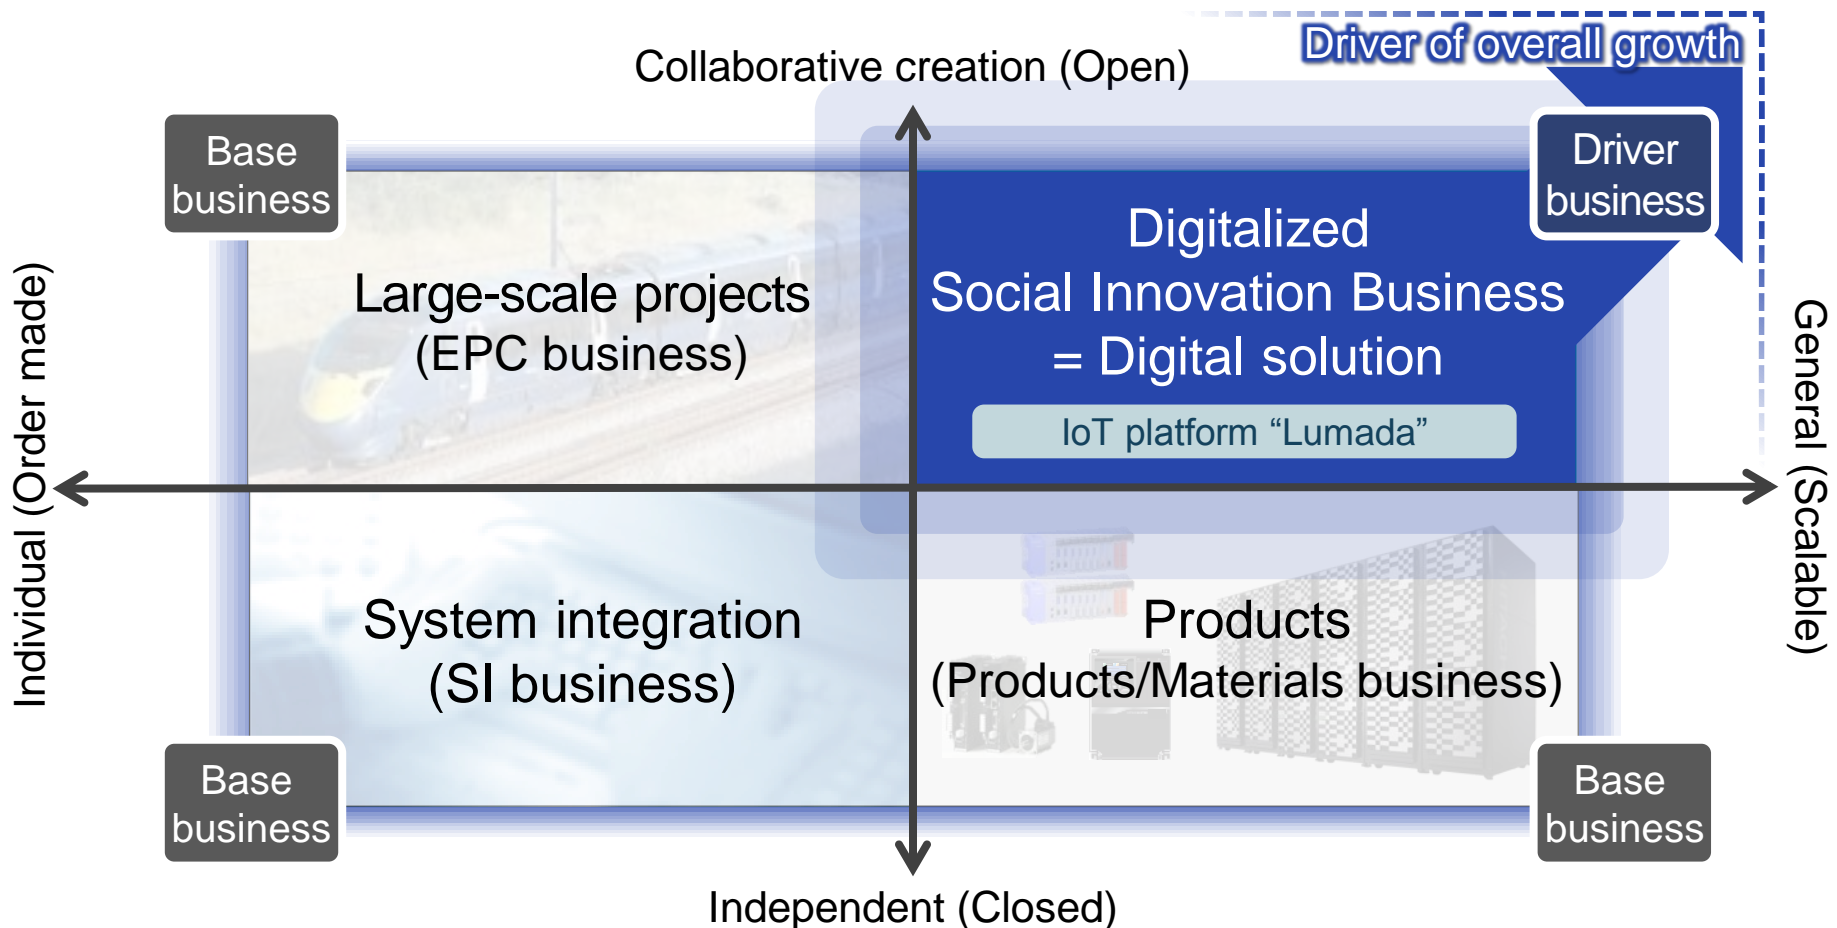 Driver of overall growth
Collaborative creation (Open)
Base
business
Driver
business
Large-scale projects
(EPC business)
Digitalized
Social Innovation Business
= Digital solution
IoT platform “Lumada”
Individual (Order made)
General (Scalable)
System integration
(SI business)
Products
(Products/Materials business)
Base
business
Base
business
Independent (Closed)